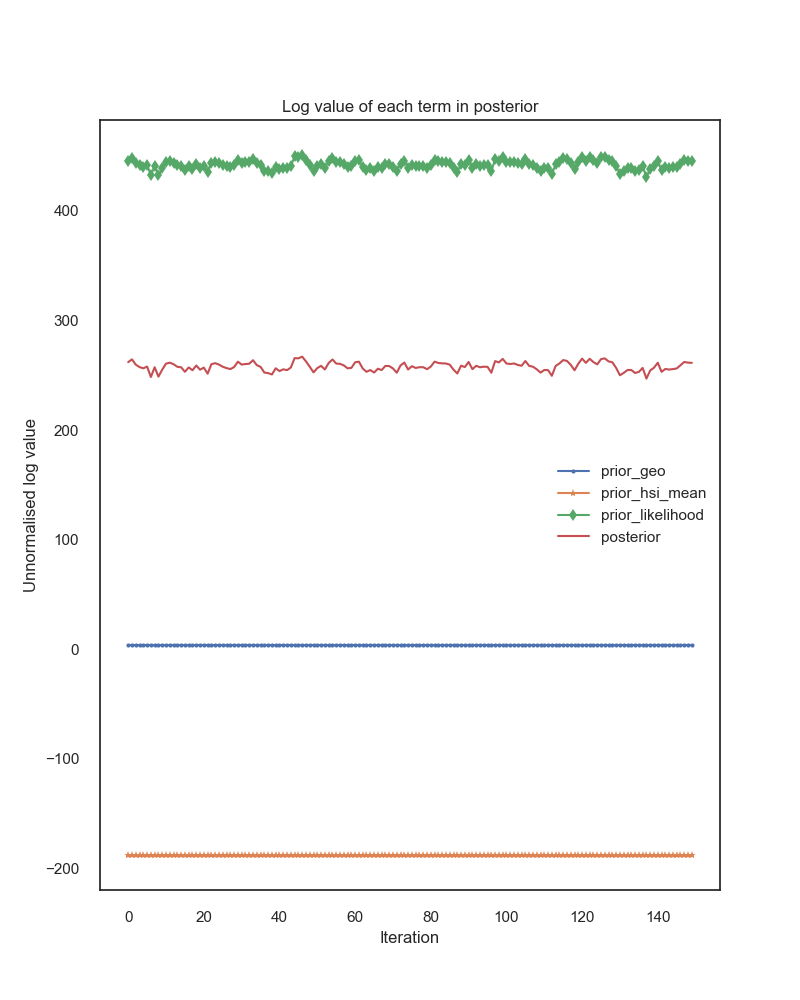 Log value of each term in posterior
Unnormalised log value
400
300
200
100
0
−100
−200
prior_geo
prior_hsi_mean
prior_likelihood
posterior
0 20 40 60 80 100 120 140
Iteration